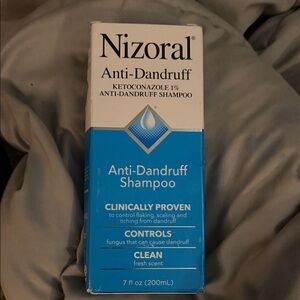 Nizoral®
Anti-Dandruff
KETOCONAZOLE 1%
ANTI-DANDRUFF SHAMPOO
Anti-Dandruff
Shampoo
CLINICALLY PROVEN
to control flaking, scaling and
itching from dandruff
CONTROLS
fungus that can cause dandruff
CLEAN
fresh scent
7 fl oz (200mL)